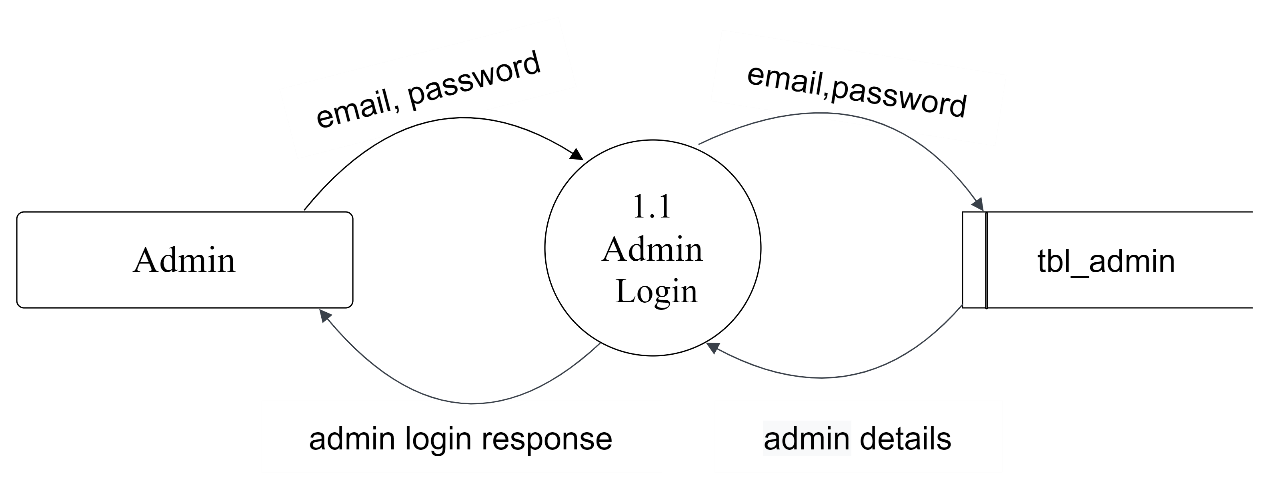 email, password
email,password
Admin
1.1
Admin
Login
tbl_admin
admin login response
admin details